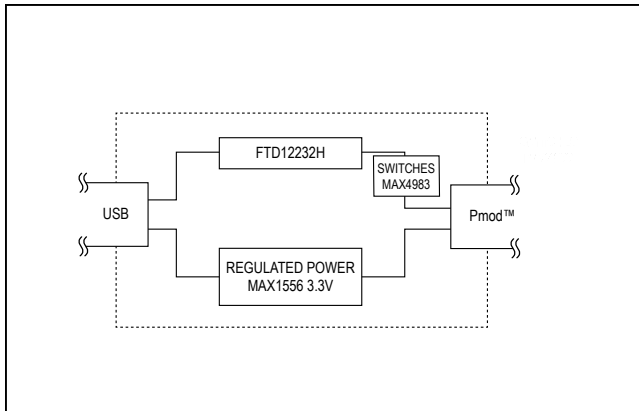 FTD12232H
SWITCHES
MAX4983
USB
Pmod™
REGULATED POWER
MAX1556 3.3V